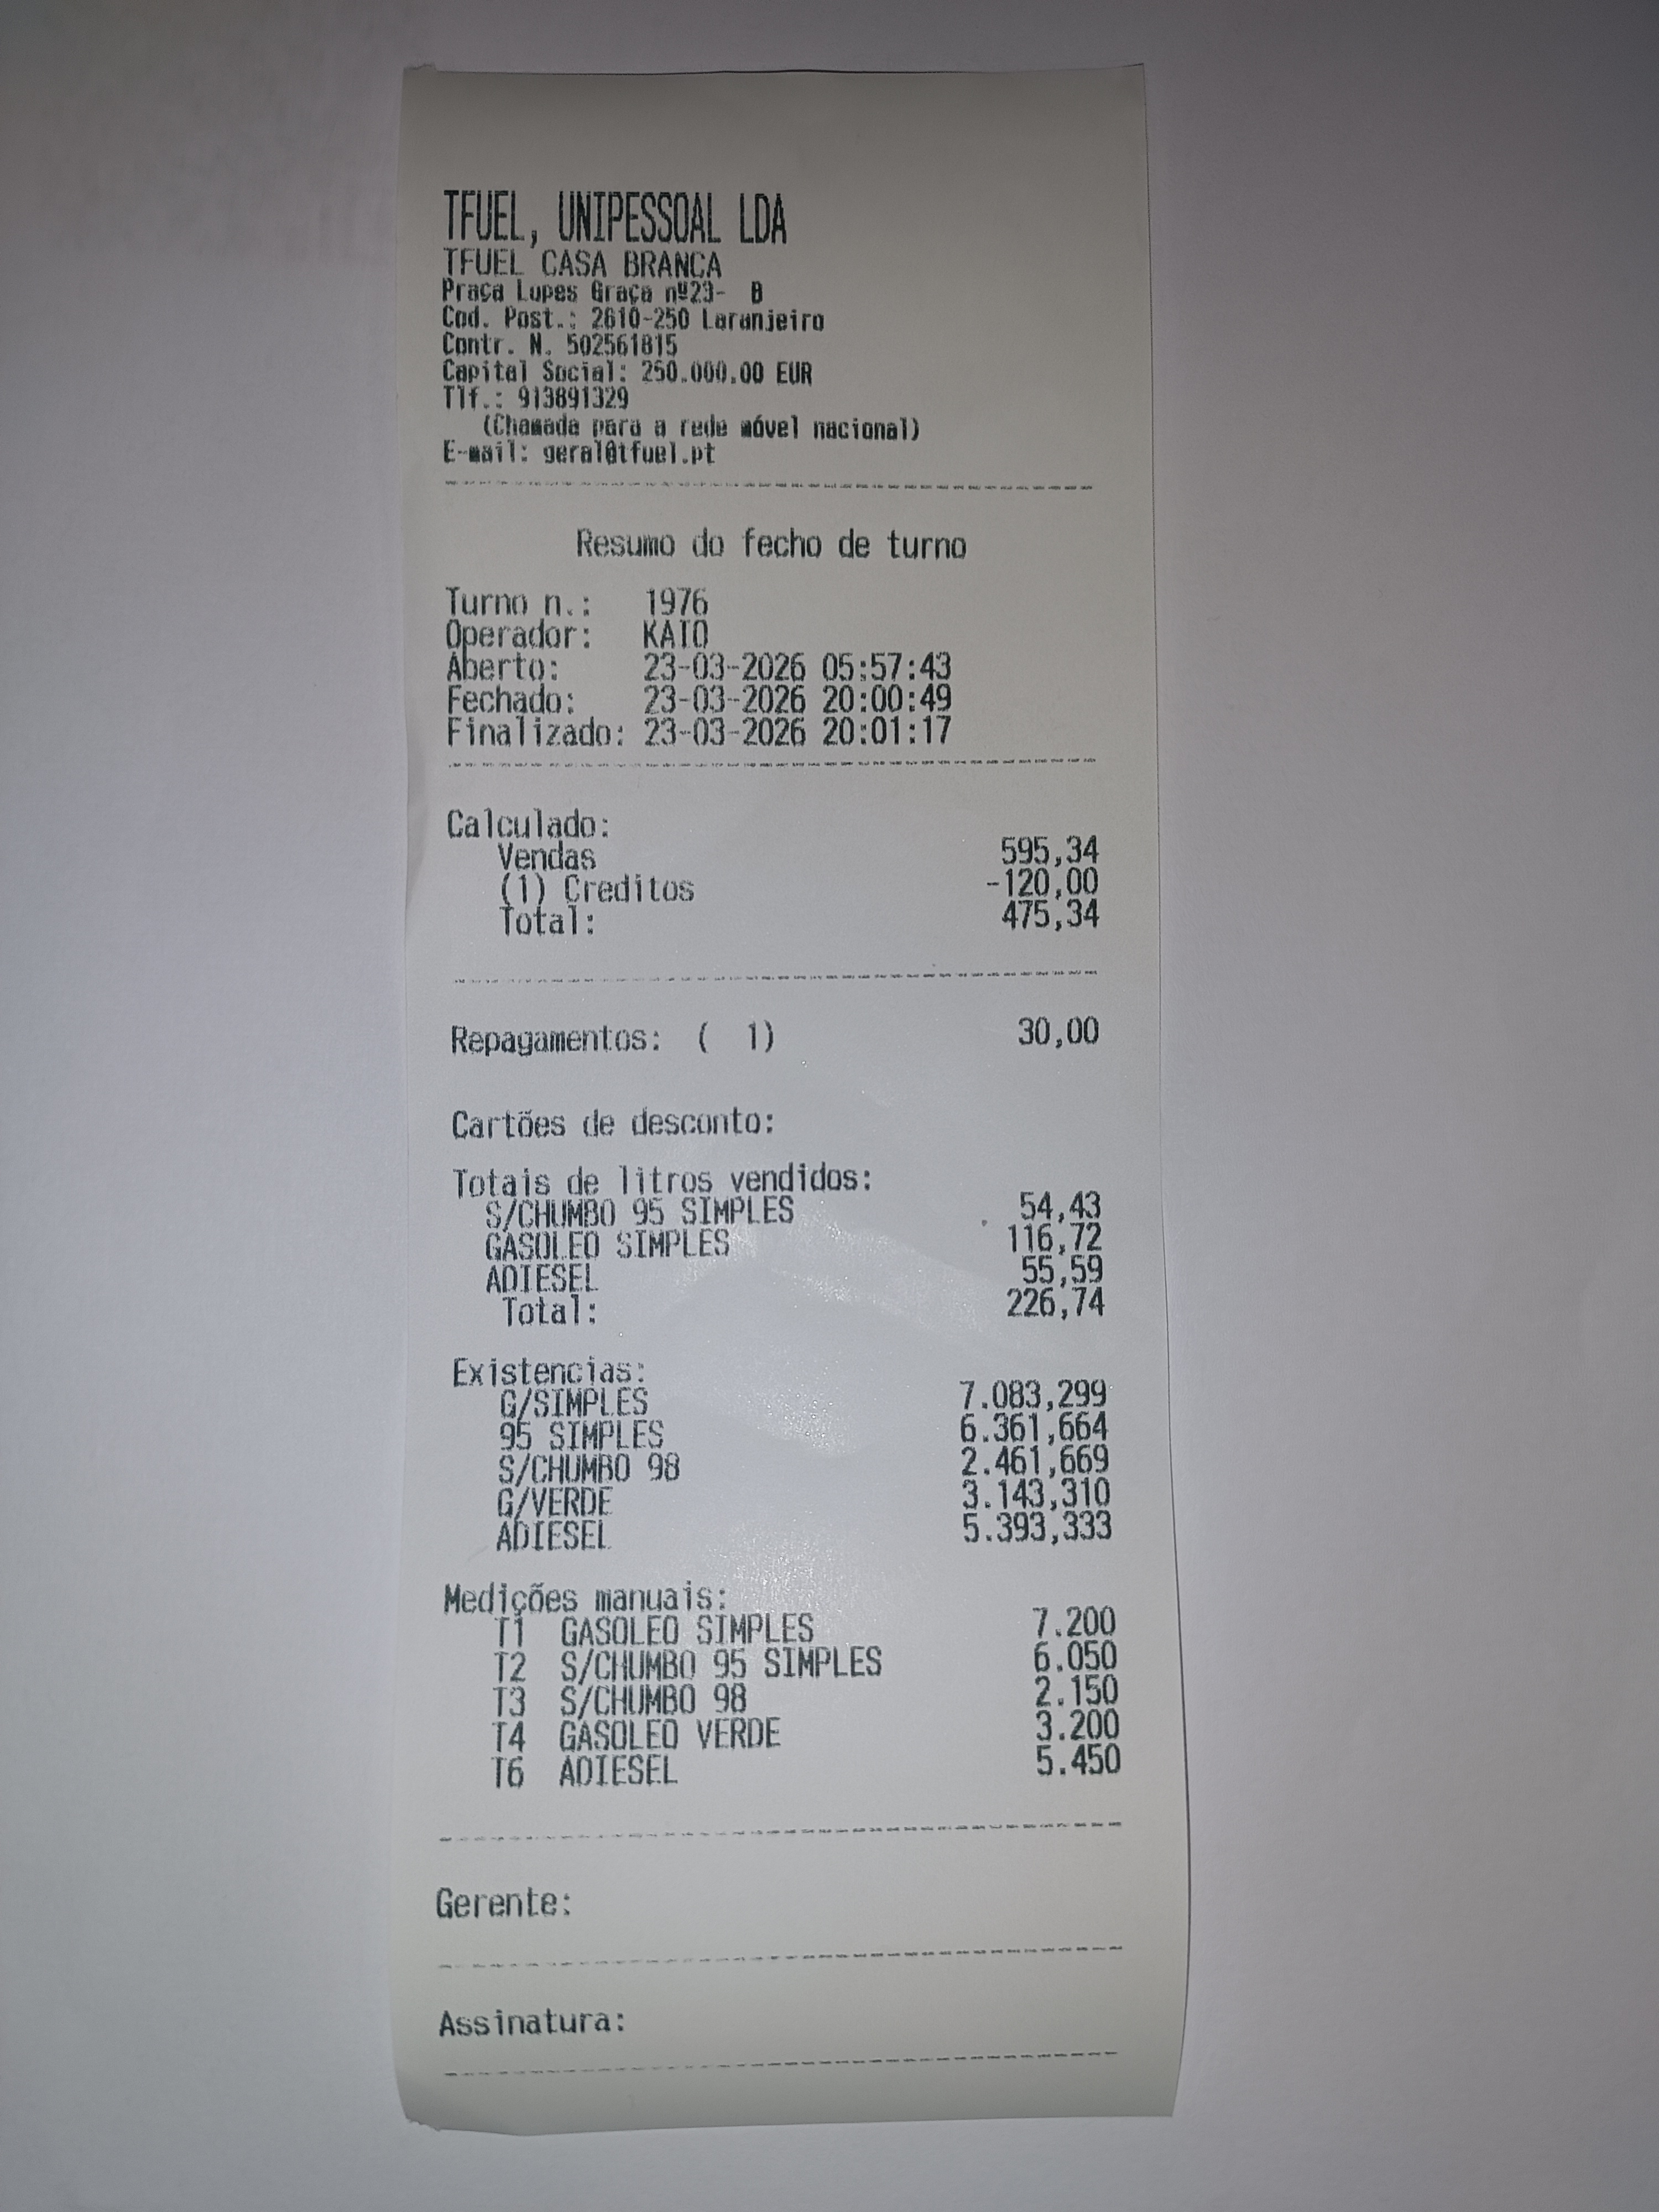 TFUEL, UNIPESSOAL LDA
TFUEL CASA BRANCA
Praça Lopes Graça nº23-  B
Cod. Post.: 2810-250 Laranjeiro
Contr. N. 502561815
Capital Social: 250.000.00 EUR
Tlf.: 913891329
(Chamada para a rede móvel nacional)
E-mail: geral@tfuel.pt
Resumo do fecho de turno
Turno n.: 1976
Operador: KAIO
Aberto: 23-03-2026 05:57:43
Fechado: 23-03-2026 20:00:49
Finalizado: 23-03-2026 20:01:17
Calculado:
Vendas 595,34
(1) Creditos -120,00
Total: 475,34
Repagamentos: ( 1) 30,00
Cartões de desconto:
Totais de litros vendidos:
S/CHUMBO 95 SIMPLES 54,43
GASOLEO SIMPLES 116,72
ADIESEL 55,59
Total: 226,74
Existencias:
G/SIMPLES 7.083,299
95 SIMPLES 6.361,664
S/CHUMBO 98 2.461,669
G/VERDE 3.143,310
ADIESEL 5.393,333
Medições manuais:
T1 GASOLEO SIMPLES 7.200
T2 S/CHUMBO 95 SIMPLES 6.050
T3 S/CHUMBO 98 2.150
T4 GASOLEO VERDE 3.200
T6 ADIESEL 5.450
Gerente:
Assinatura: